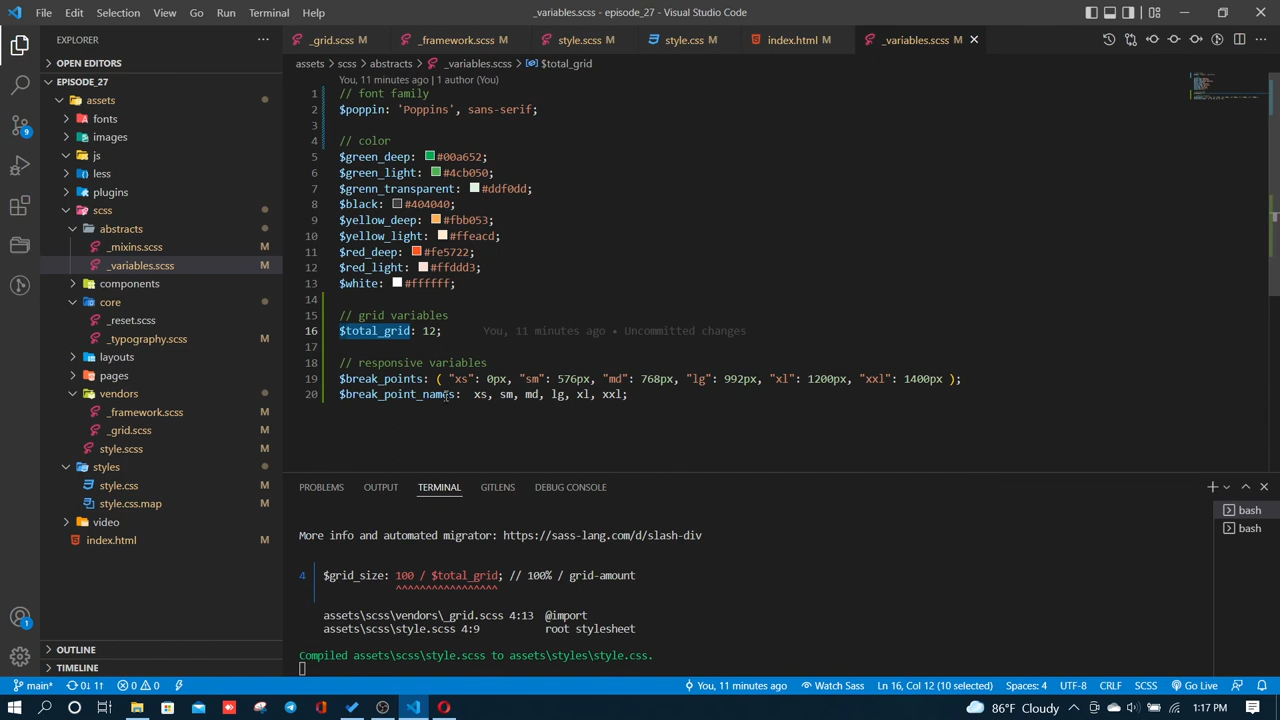 File Edit Selection View Go Run Terminal Help
_variables.scss - episode_27 - Visual Studio Code
EXPLORER
OPEN EDITORS
EPISODE_27
assets
fonts
images
js
less
plugins
scss
abstracts
_mixins.scss M
_variables.scss M
components
core
_reset.scss M
_typography.scss M
layouts
pages
vendors
_framework.scss M
_grid.scss M
style.scss M
styles
style.css M
style.css.map M
video
index.html M
OUTLINE
TIMELINE
9
1
_grid.scss M _framework.scss M style.scss M style.css M index.html M _variables.scss M
assets > scss > abstracts > _variables.scss > $total_grid
You, 11 minutes ago | 1 author (You)
1 // font family
2 $poppin: 'Poppins', sans-serif;
3
4 // color
5 $green_deep: #00a652;
6 $green_light: #4cb050;
7 $grenn_transparent: #ddf0dd;
8 $black: #404040;
9 $yellow_deep: #fbb053;
10 $yellow_light: #ffeacd;
11 $red_deep: #fe5722;
12 $red_light: #ffddd3;
13 $white: #ffffff;
14
15 // grid variables
16 $total_grid: 12; You, 11 minutes ago • Uncommitted changes
17
18 // responsive variables
19 $break_points: ( "xs": 0px, "sm": 576px, "md": 768px, "lg": 992px, "xl": 1200px, "xxl": 1400px );
20 $break_point_names: xs, sm, md, lg, xl, xxl;
PROBLEMS OUTPUT TERMINAL GITLENS DEBUG CONSOLE
bash
bash
More info and automated migrator: https://sass-lang.com/d/slash-div
4 $grid_size: 100 / $total_grid; // 100% / grid-amount
^^^^^^^^^^^^^^^^^
assets\scss\vendors\_grid.scss 4:13 @import
assets\scss\style.scss 4:9 root stylesheet
Compiled assets\scss\style.scss to assets\styles\style.css.
main* 0↓ 1↑ 0 0 You, 11 minutes ago Watch Sass Ln 16, Col 12 (10 selected) Spaces: 4 UTF-8 CRLF SCSS Go Live
86°F Cloudy 1:17 PM